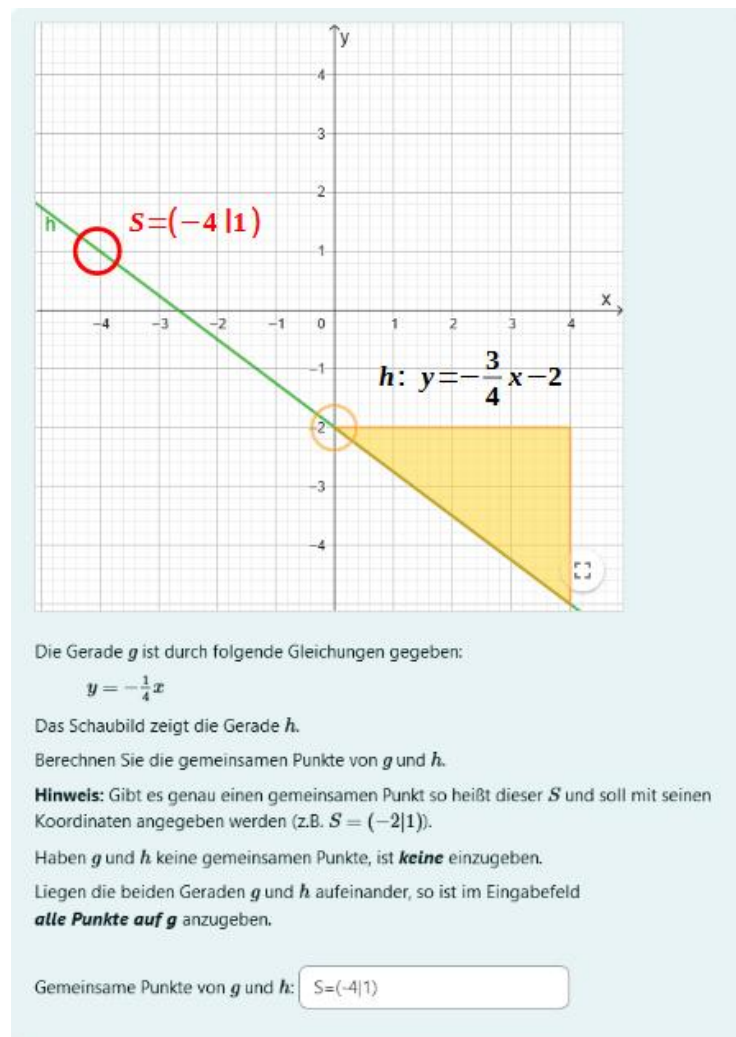 y
4
3
2
h
S=(−4|1)
1
x
−4 −3 −2 −1 0 1 2 3 4
−1
h: y=−3/4 x−2
−2
−3
−4
Die Gerade g ist durch folgende Gleichungen gegeben:
y = −1/4 x
Das Schaubild zeigt die Gerade h.
Berechnen Sie die gemeinsamen Punkte von g und h.
Hinweis: Gibt es genau einen gemeinsamen Punkt so heißt dieser S und soll mit seinen
Koordinaten angegeben werden (z.B. S = (−2|1)).
Haben g und h keine gemeinsamen Punkte, ist keine einzugeben.
Liegen die beiden Geraden g und h aufeinander, so ist im Eingabefeld
alle Punkte auf g anzugeben.
Gemeinsame Punkte von g und h: S=(-4|1)